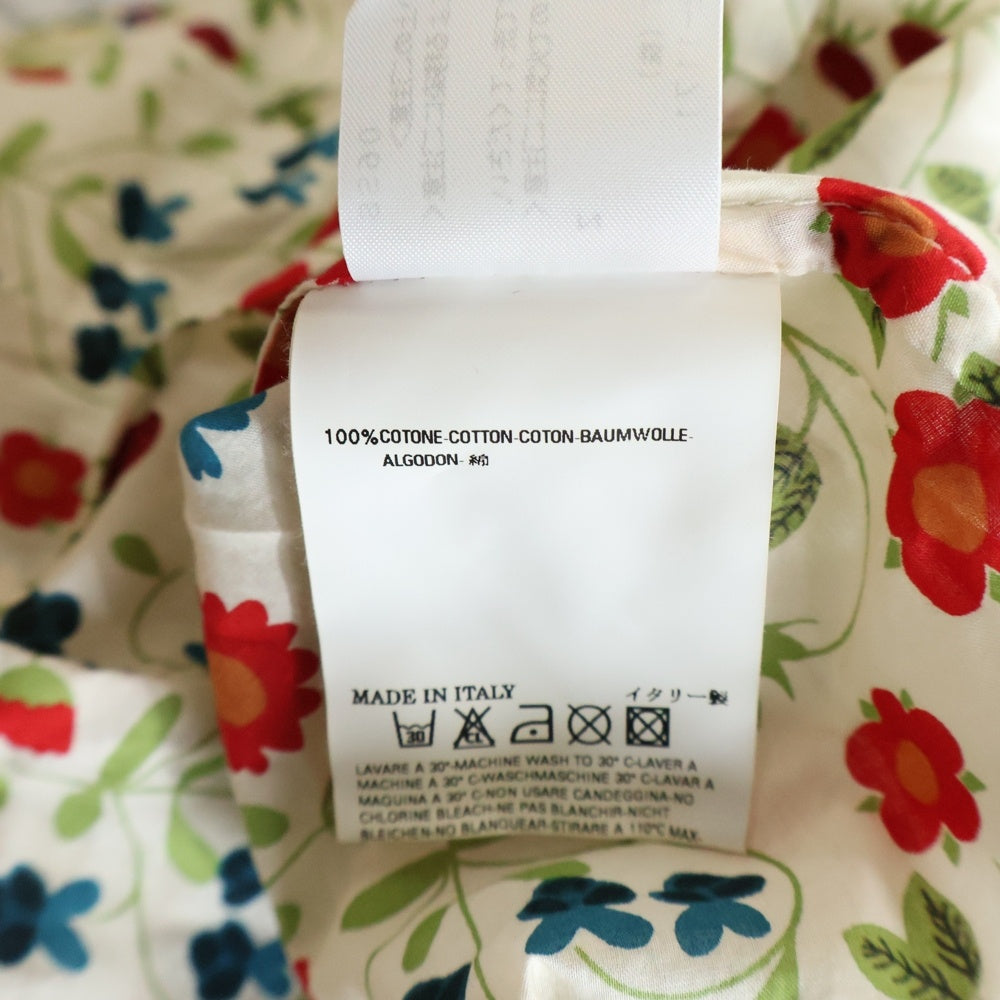 100%COTONE-COTTON-COTON-BAUMWOLLE-
ALGODON- 綿
MADE IN ITALY イタリー製
30 CL
LAVARE A 30°-MACHINE WASH TO 30° C-LAVER A
MACHINE A 30° C-WASCHMASCHINE 30° C-LAVAR A
MAQUINA A 30° C-NON USARE CANDEGGINA-NO
CHLORINE BLEACH-NE PAS BLANCHIR-NICHT
BLEICHEN-NO BLANQUEAR-STIRARE A 110°C MAX.